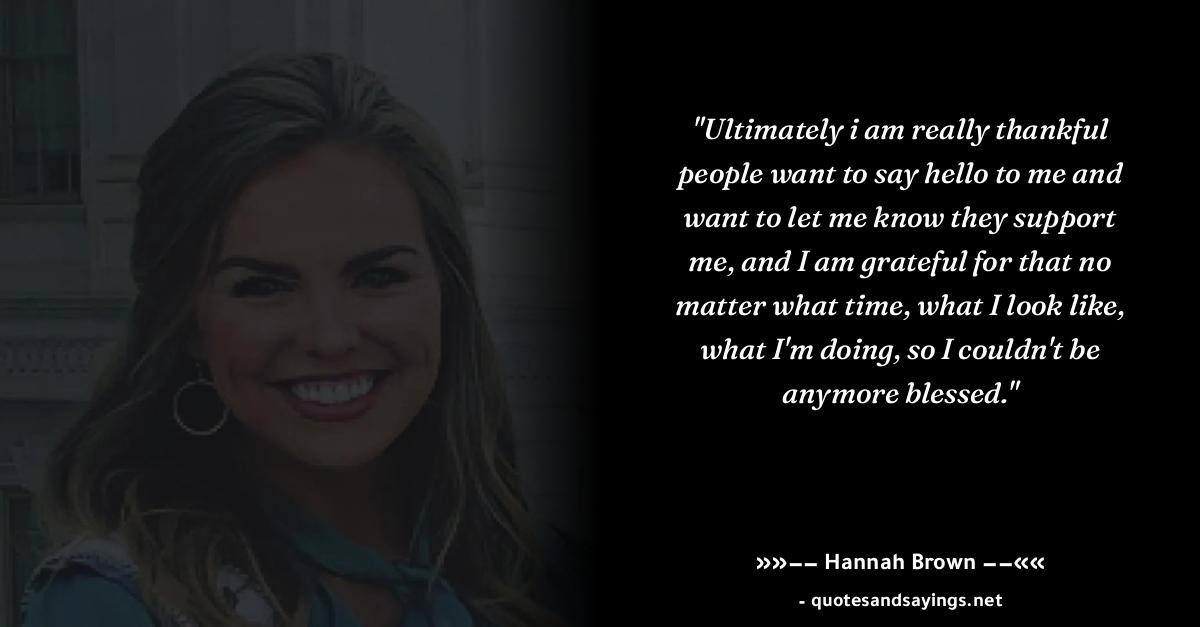 "Ultimately i am really thankful
people want to say hello to me and
want to let me know they support
me, and I am grateful for that no
matter what time, what I look like,
what I'm doing, so I couldn't be
anymore blessed."
»»−− Hannah Brown −−««
- quotesandsayings.net